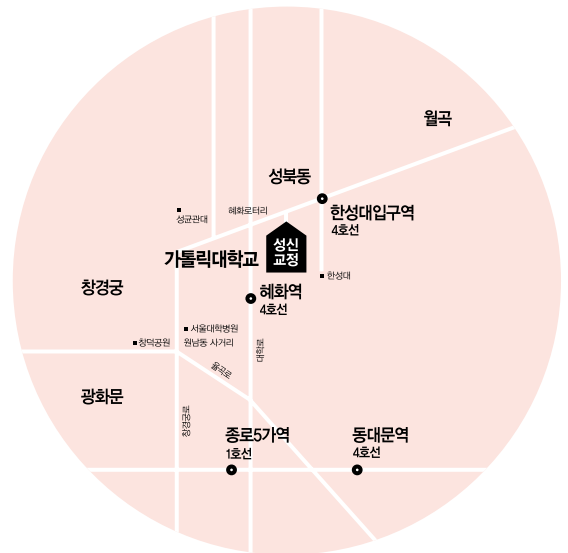 월곡
성북동
한성대입구역
4호선
혜화로터리
성균관대
성신
교정
가톨릭대학교
한성대
창경궁
혜화역
4호선
서울대학병원
창덕공원
원남동 사거리
대학로
율곡로
광화문
창경궁로
종로5가역
1호선
동대문역
4호선